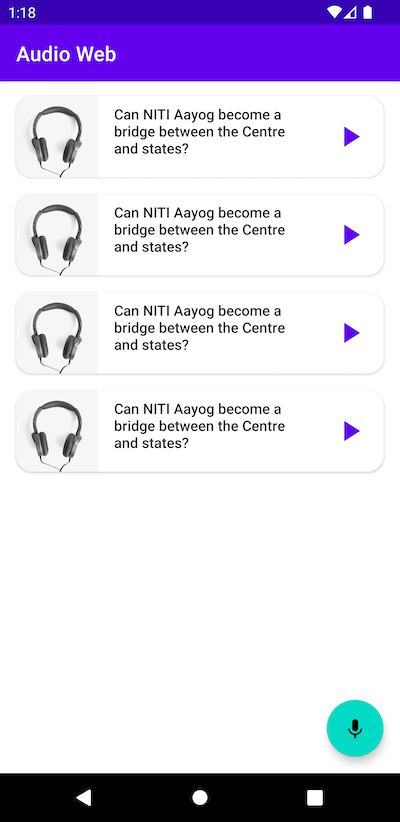 1:18
Audio Web
Can NITI Aayog become a
bridge between the Centre
and states?
Can NITI Aayog become a
bridge between the Centre
and states?
Can NITI Aayog become a
bridge between the Centre
and states?
Can NITI Aayog become a
bridge between the Centre
and states?